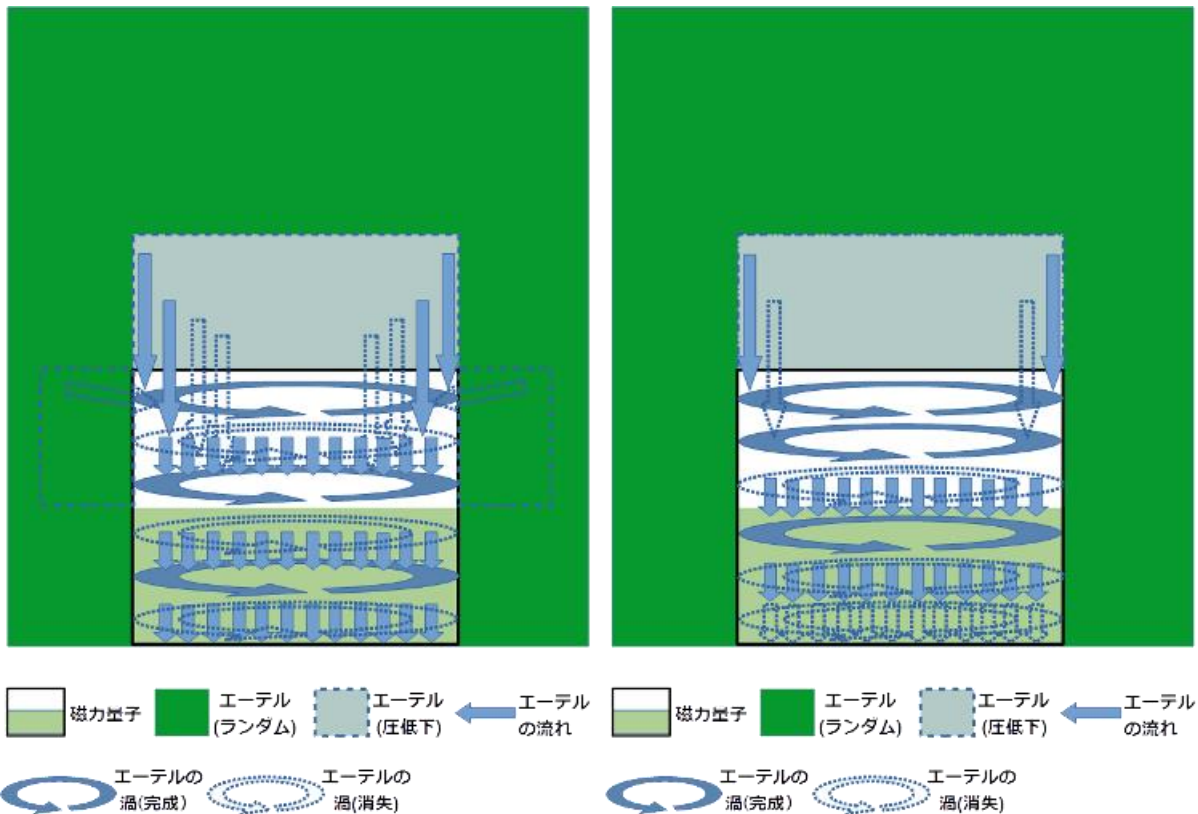 磁力量子
エーテル
(ランダム)
エーテル
(圧低下)
エーテル
の流れ
エーテルの
渦(完成)
エーテルの
渦(消失)
磁力量子
エーテル
(ランダム)
エーテル
(圧低下)
エーテル
の流れ
エーテルの
渦(完成)
エーテルの
渦(消失)